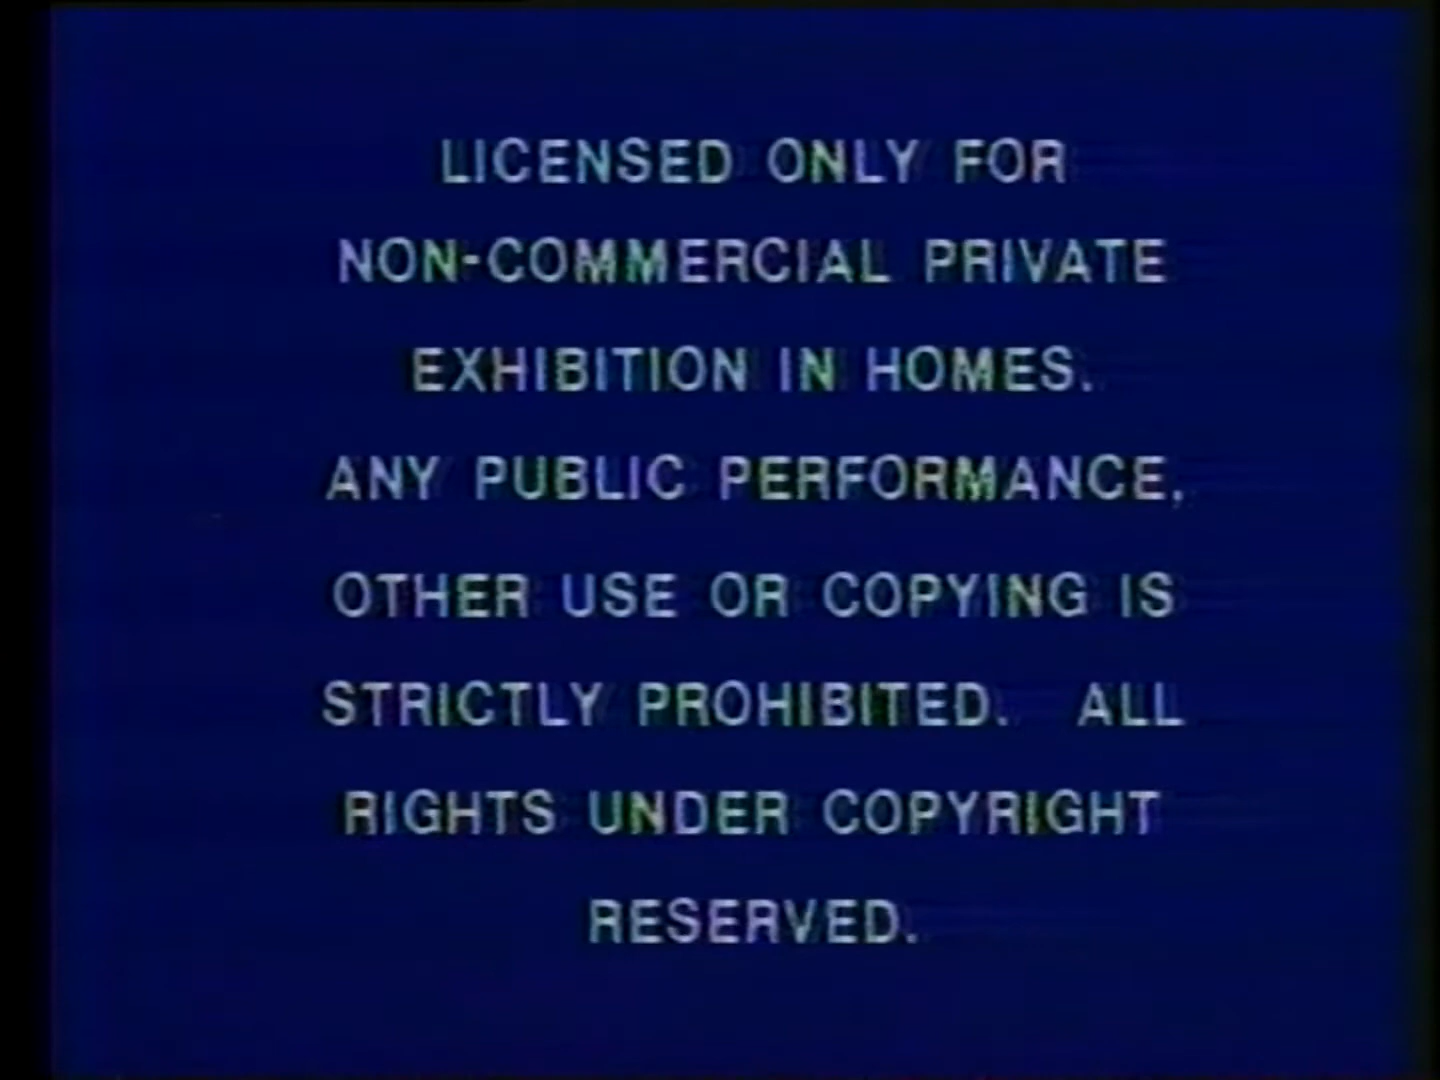 LICENSED ONLY FOR
NON-COMMERCIAL PRIVATE
EXHIBITION IN HOMES.
ANY PUBLIC PERFORMANCE,
OTHER USE OR COPYING IS
STRICTLY PROHIBITED.  ALL
RIGHTS UNDER COPYRIGHT
RESERVED.